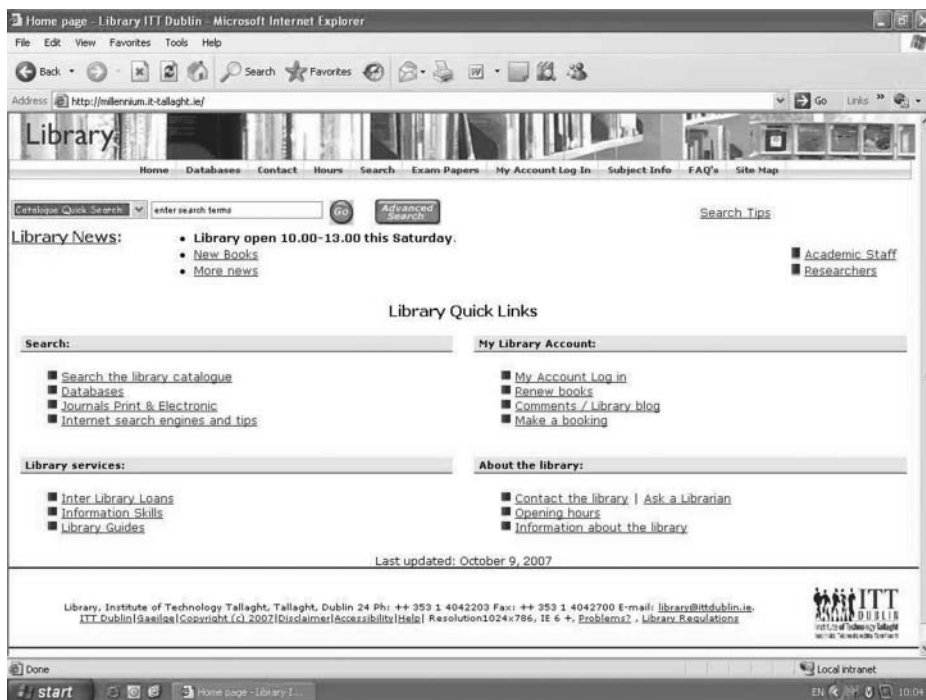 Home page - Library ITT Dublin - Microsoft Internet Explorer
File Edit View Favorites Tools Help
Back Search Favorites
Address http://millennium.it-tallaght.ie/ Go Links »
Library
Home Databases Contact Hours Search Exam Papers My Account Log In Subject Info FAQ's Site Map
Catalogue Quick Search enter search terms Go Advanced Search Search Tips
Library News: • Library open 10.00-13.00 this Saturday.
• New Books Academic Staff
• More news Researchers
Library Quick Links
Search: My Library Account:
Search the library catalogue My Account Log in
Databases Renew books
Journals Print & Electronic Comments / Library blog
Internet search engines and tips Make a booking
Library services: About the library:
Inter Library Loans Contact the library | Ask a Librarian
Information Skills Opening hours
Library Guides Information about the library
Last updated: October 9, 2007
Library, Institute of Technology Tallaght, Tallaght, Dublin 24 Ph: ++ 353 1 4042203 Fax: ++ 353 1 4042700 E-mail: library@ittdublin.ie.
ITT Dublin|Gaeilge|Copyright (c) 2007|Disclaimer|Accessibility|Help| Resolution1024x786, IE 6 +, Problems? , Library Regulations
ITT
DUBLIN
Institute of Technology Tallaght
Done Local intranet
start Home page - Library I... EN 10:04